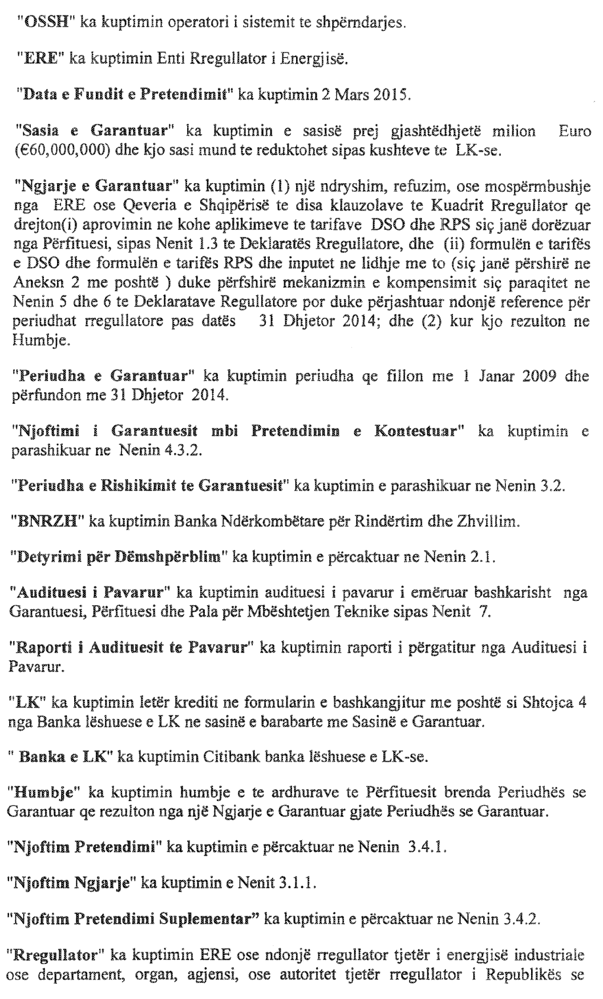 "OSSH" ka kuptimin operatori i sistemit te shpërndarjes.
"ERE" ka kuptimin Enti Rregullator i Energjisë.
"Data e Fundit e Pretendimit" ka kuptimin 2 Mars 2015.
"Sasia e Garantuar" ka kuptimin e sasisë prej gjashtëdhjetë milion Euro
(€60,000,000) dhe kjo sasi mund te reduktohet sipas kushteve te LK-se.
"Ngjarje e Garantuar" ka kuptimin (1) një ndryshim, refuzim, ose mospërmbushje
nga ERE ose Qeveria e Shqipërisë te disa klauzolave te Kuadrit Rregullator qe
drejton(i) aprovimin ne kohe aplikimeve te tarifave DSO dhe RPS siç janë dorëzuar
nga Përfituesi, sipas Nenit 1.3 te Deklaratës Rregullatore, dhe (ii) formulën e tarifës
e DSO dhe formulën e tarifës RPS dhe inputet ne lidhje me to (siç janë përshirë ne
Aneksn 2 me poshtë ) duke përfshirë mekanizmin e kompensimit siç paraqitet ne
Nenin 5 dhe 6 te Deklaratave Regullatore por duke përjashtuar ndonjë reference për
periudhat rregullatore pas datës 31 Dhjetor 2014; dhe (2) kur kjo rezulton ne
Humbje.
"Periudha e Garantuar" ka kuptimin periudha qe fillon me 1 Janar 2009 dhe
përfundon me 31 Dhjetor 2014.
"Njoftimi i Garantuesit mbi Pretendimin e Kontestuar" ka kuptimin e
parashikuar ne Nenin 4.3.2.
"Periudha e Rishikimit te Garantuesit" ka kuptimin e parashikuar ne Nenin 3.2.
"BNRZH" ka kuptimin Banka Ndërkombëtare për Rindërtim dhe Zhvillim.
"Detyrimi për Dëmshpërblim" ka kuptimin e përcaktuar ne Nenin 2.1.
"Audituesi i Pavarur" ka kuptimin audituesi i pavarur i emëruar bashkarisht nga
Garantuesi, Përfituesi dhe Pala për Mbështetjen Teknike sipas Nenit 7.
"Raporti i Audituesit te Pavarur" ka kuptimin raporti i përgatitur nga Audituesi i
Pavarur.
"LK" ka kuptimin letër krediti ne formularin e bashkangjitur me poshtë si Shtojca 4
nga Banka lëshuese e LK ne sasinë e barabarte me Sasinë e Garantuar.
" Banka e LK" ka kuptimin Citibank banka lëshuese e LK-se.
"Humbje" ka kuptimin humbje e te ardhurave te Përfituesit brenda Periudhës se
Garantuar qe rezulton nga një Ngjarje e Garantuar gjate Periudhës se Garantuar.
"Njoftim Pretendimi" ka kuptimin e përcaktuar ne Nenin 3.4.1.
"Njoftim Ngjarje" ka kuptimin e Nenit 3.1.1.
"Njoftim Pretendimi Suplementar” ka kuptimin e përcaktuar ne Nenin 3.4.2.
"Rregullator" ka kuptimin ERE ose ndonjë rregullator tjetër i energjisë industriale
ose departament, organ, agjensi, ose autoritet tjetër rregullator i Republikës se